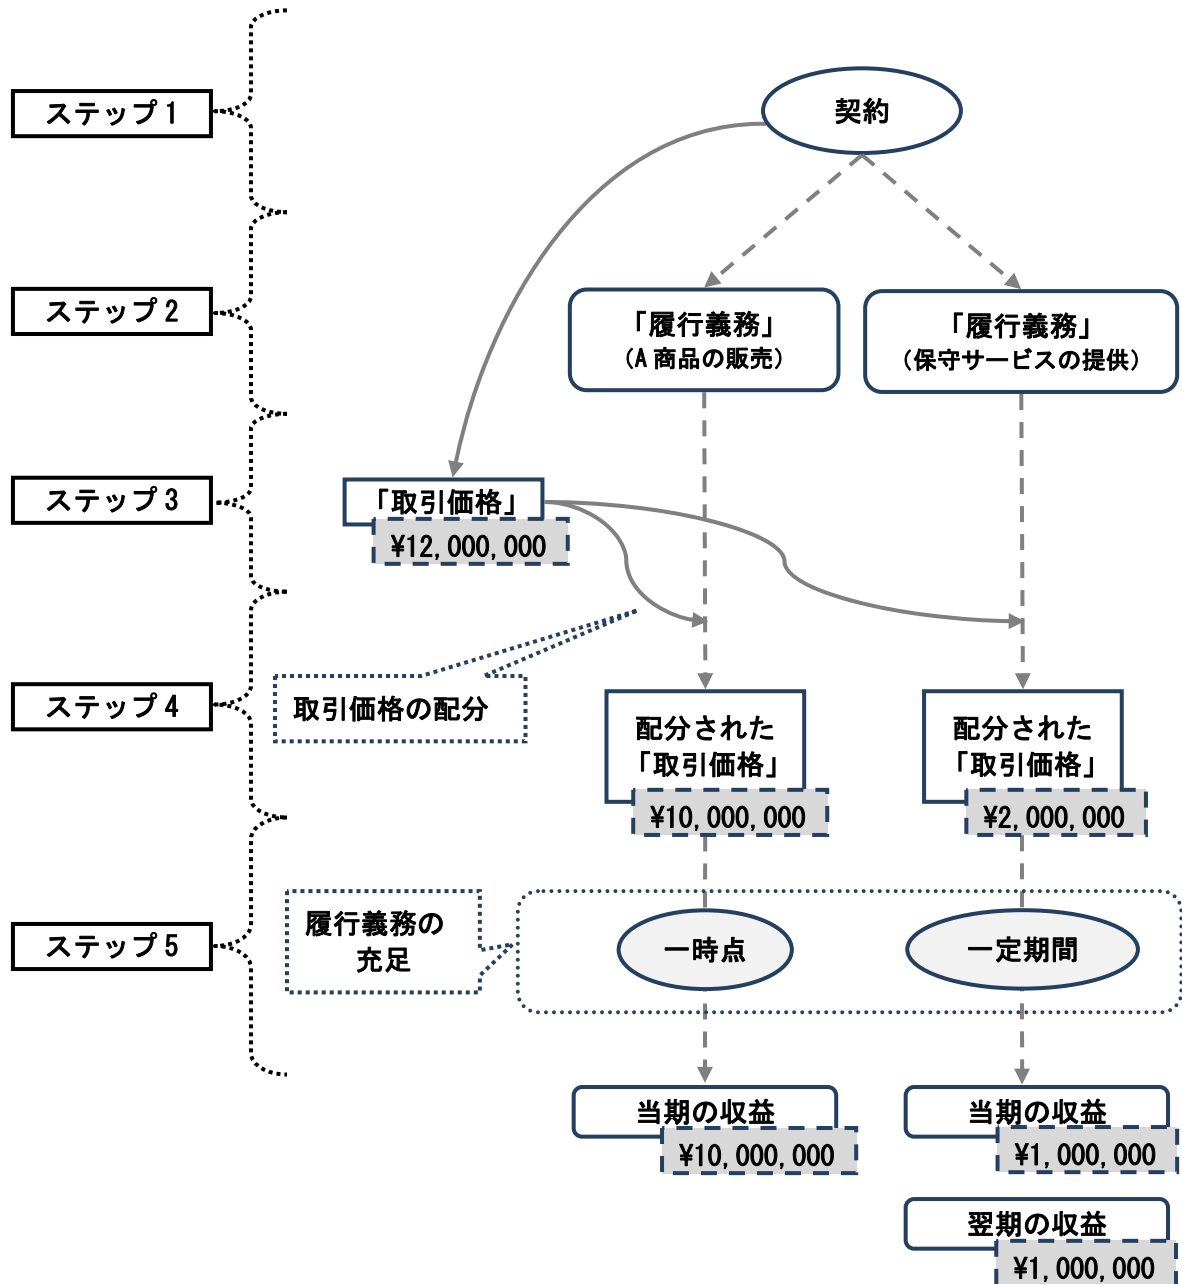 ステップ1
契約
ステップ2
「履行義務」
(A 商品の販売)
「履行義務」
(保守サービスの提供)
ステップ3
「取引価格」
¥12,000,000
ステップ4
取引価格の配分
配分された
「取引価格」
¥10,000,000
配分された
「取引価格」
¥2,000,000
ステップ5
履行義務の
充足
一時点
一定期間
当期の収益
¥10,000,000
当期の収益
¥1,000,000
翌期の収益
¥1,000,000